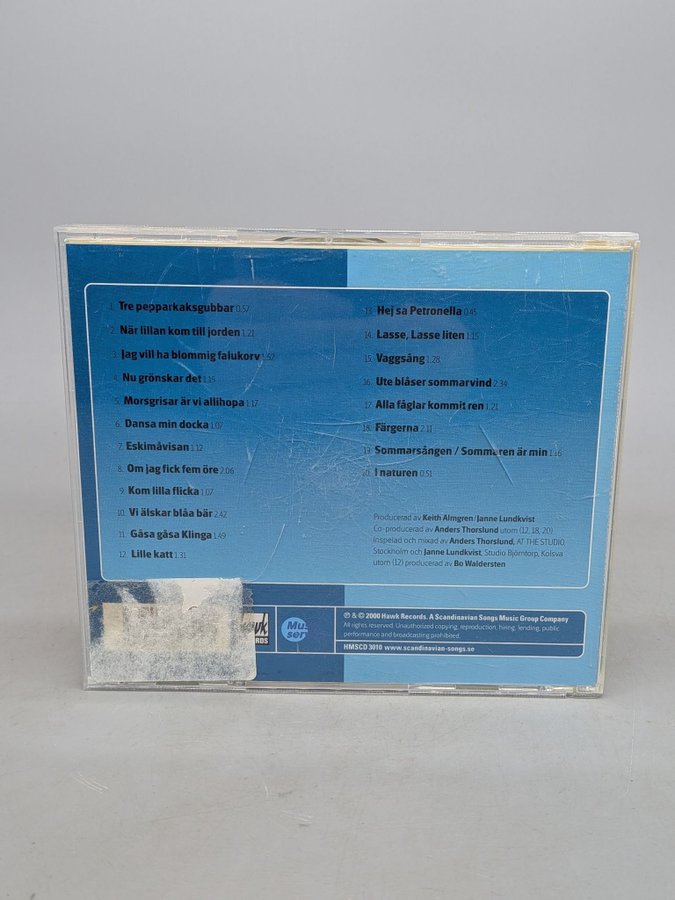 1. Tre pepparkaksgubbar 0.57
2. När lillan kom till jorden 1.21
3. Jag vill ha blommig falukorv 1.52
4. Nu grönskar det 1.15
5. Morsgrisar är vi allihopa 1.17
6. Dansa min docka 1.07
7. Eskimåvisan 1.12
8. Om jag fick fem öre 2.06
9. Kom lilla flicka 1.07
10. Vi älskar blåa bär 2.42
11. Gåsa gåsa Klinga 1.49
12. Lille katt 1.31
13. Hej sa Petronella 0.45
14. Lasse, Lasse liten 1.15
15. Vaggsång 1.28
16. Ute blåser sommarvind 2.34
17. Alla fåglar kommit ren 1.21
18. Färgerna 2.11
19. Sommarsången / Sommaren är min 1.16
20. I naturen 0.51
Producerad av Keith Almgren / Janne Lundkvist
Co-producerad av Anders Thorslund utom (12, 18, 20)
Inspelad och mixad av Anders Thorslund, AT THE STUDIO,
Stockholm och Janne Lundkvist, Studio Björntorp, Kolsva
utom (12) producerad av Bo Waldersten
℗ & © 2000 Hawk Records. A Scandinavian Songs Music Group Company
All rights reserved. Unauthorized copying, reproduction, hiring, lending, public
performance and broadcasting prohibited.
HMSCD 3010 www.scandinavian-songs.se